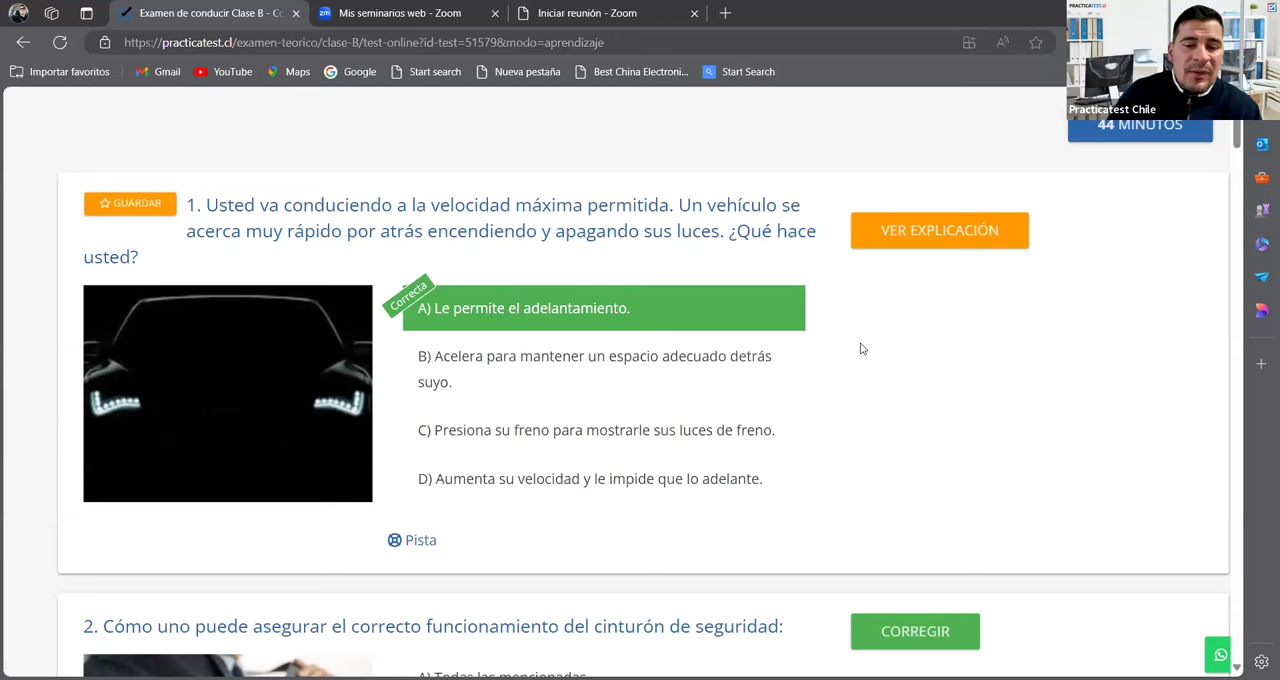 Examen de conducir Clase B - Co
Mis seminarios web - Zoom
Iniciar reunión - Zoom
https://practicatest.cl/examen-teorico/clase-B/test-online?id-test=51579&modo=aprendizaje
Importar favoritos
Gmail
YouTube
Maps
Google
Start search
Nueva pestaña
Best China Electroni...
Start Search
PRACTICATEST.cl
Practicatest Chile
44 MINUTOS
GUARDAR
1. Usted va conduciendo a la velocidad máxima permitida. Un vehículo se
acerca muy rápido por atrás encendiendo y apagando sus luces. ¿Qué hace
usted?
VER EXPLICACIÓN
Correcta
A) Le permite el adelantamiento.
B) Acelera para mantener un espacio adecuado detrás
suyo.
C) Presiona su freno para mostrarle sus luces de freno.
D) Aumenta su velocidad y le impide que lo adelante.
Pista
2. Cómo uno puede asegurar el correcto funcionamiento del cinturón de seguridad:
CORREGIR
A) Todas las mencionadas